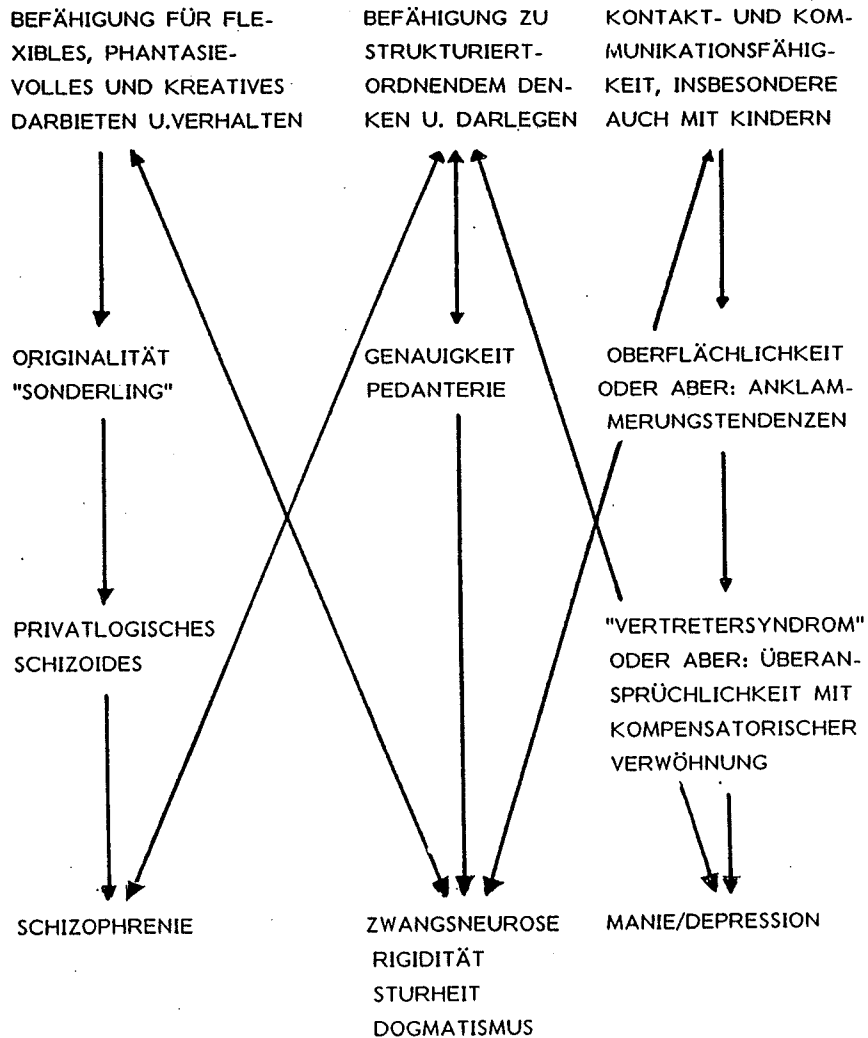 BEFÄHIGUNG FÜR FLE-
XIBLES, PHANTASIE-
VOLLES UND KREATIVES
DARBIETEN U.VERHALTEN
BEFÄHIGUNG ZU
STRUKTURIERT-
ORDNENDEM DEN-
KEN U. DARLEGEN
KONTAKT- UND KOM-
MUNIKATIONSFÄHIG-
KEIT, INSBESONDERE
AUCH MIT KINDERN
ORIGINALITÄT
"SONDERLING"
GENAUIGKEIT
PEDANTERIE
OBERFLÄCHLICHKEIT
ODER ABER: ANKLAM-
MERUNGSTENDENZEN
PRIVATLOGISCHES
SCHIZOIDES
"VERTRETERSYNDROM"
ODER ABER: ÜBERAN-
SPRÜCHLICHKEIT MIT
KOMPENSATORISCHER
VERWÖHNUNG
SCHIZOPHRENIE
ZWANGSNEUROSE
RIGIDITÄT
STURHEIT
DOGMATISMUS
MANIE/DEPRESSION